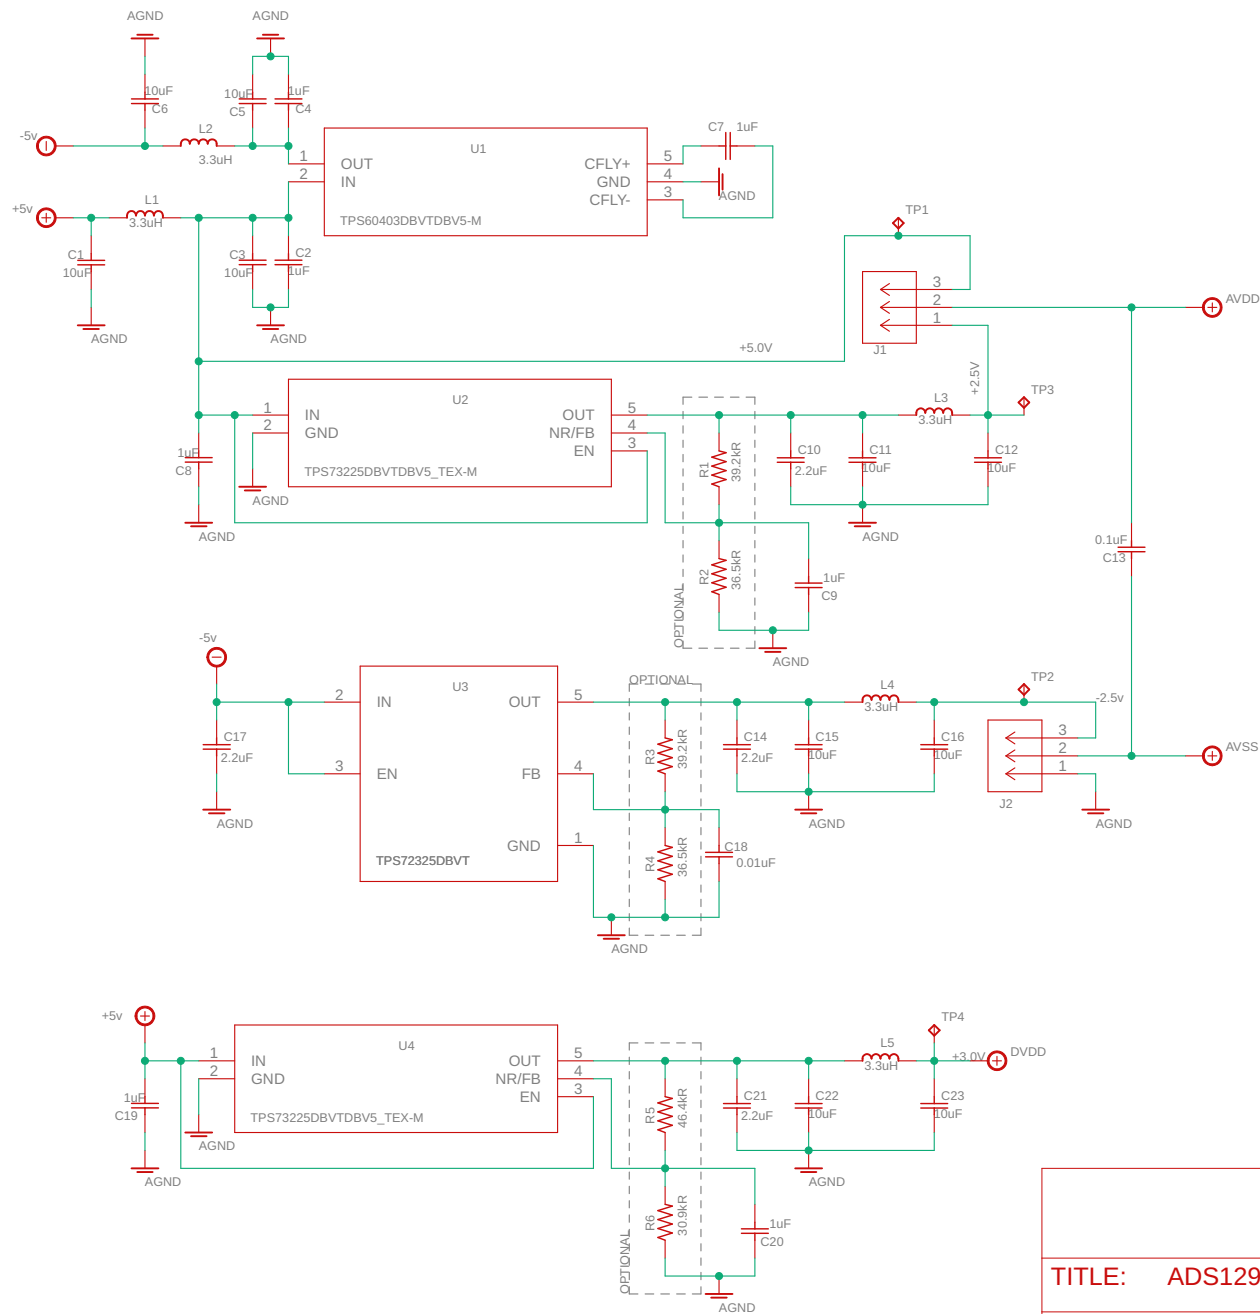 AGND
AGND
10uF
C6
10uF
C5
1uF
C4
-5v
L2
3.3uH
U1
1
OUT
2
IN
CFLY+
5
GND
4
CFLY-
3
TPS60403DBVTDBV5-M
C7
1uF
AGND
+5v
L1
3.3uH
C1
10uF
C3
10uF
C2
1uF
AGND
AGND
TP1
3
2
1
J1
AVDD
+5.0V
+2.5V
U2
1
IN
2
GND
OUT
5
NR/FB
4
EN
3
TPS73225DBVTDBV5_TEX-M
1uF
C8
AGND
AGND
R1
39.2kR
R2
36.5kR
OPTIONAL
1uF
C9
AGND
C10
2.2uF
C11
10uF
L3
3.3uH
TP3
C12
10uF
AGND
0.1uF
C13
-5v
U3
2
IN
3
EN
OUT
5
FB
4
GND
1
TPS72325DBVT
C17
2.2uF
AGND
OPTIONAL
R3
39.2kR
R4
36.5kR
C18
0.01uF
AGND
C14
2.2uF
C15
10uF
L4
3.3uH
C16
10uF
AGND
TP2
-2.5v
3
2
1
J2
AGND
AVSS
+5v
U4
1
IN
2
GND
OUT
5
NR/FB
4
EN
3
TPS73225DBVTDBV5_TEX-M
1uF
C19
AGND
AGND
R5
46.4kR
R6
30.9kR
OPTIONAL
1uF
C20
AGND
C21
2.2uF
C22
10uF
L5
3.3uH
TP4
+3.0V
DVDD
C23
10uF
AGND
TITLE: ADS129